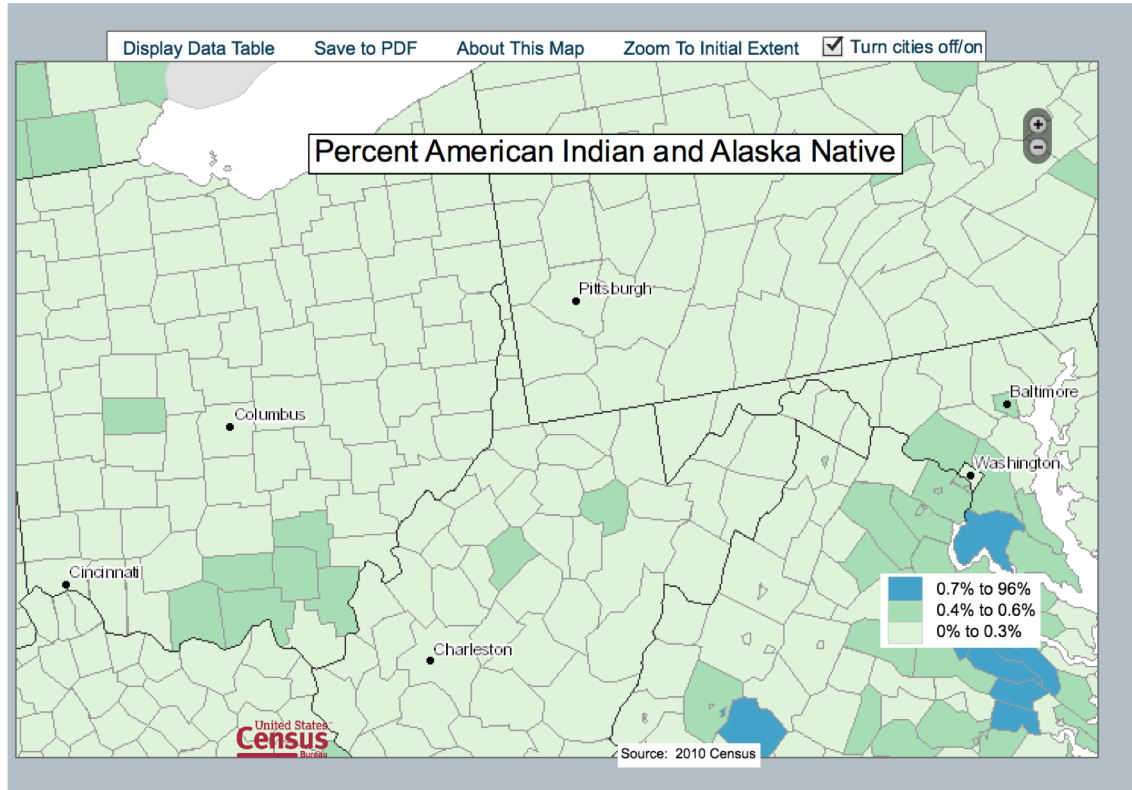 Display Data Table Save to PDF About This Map Zoom To Initial Extent Turn cities off/on
Percent American Indian and Alaska Native
Pittsburgh
Baltimore
Columbus
Washington
Cincinnati
0.7% to 96%
0.4% to 0.6%
0% to 0.3%
Charleston
United States
Census
Bureau
Source: 2010 Census